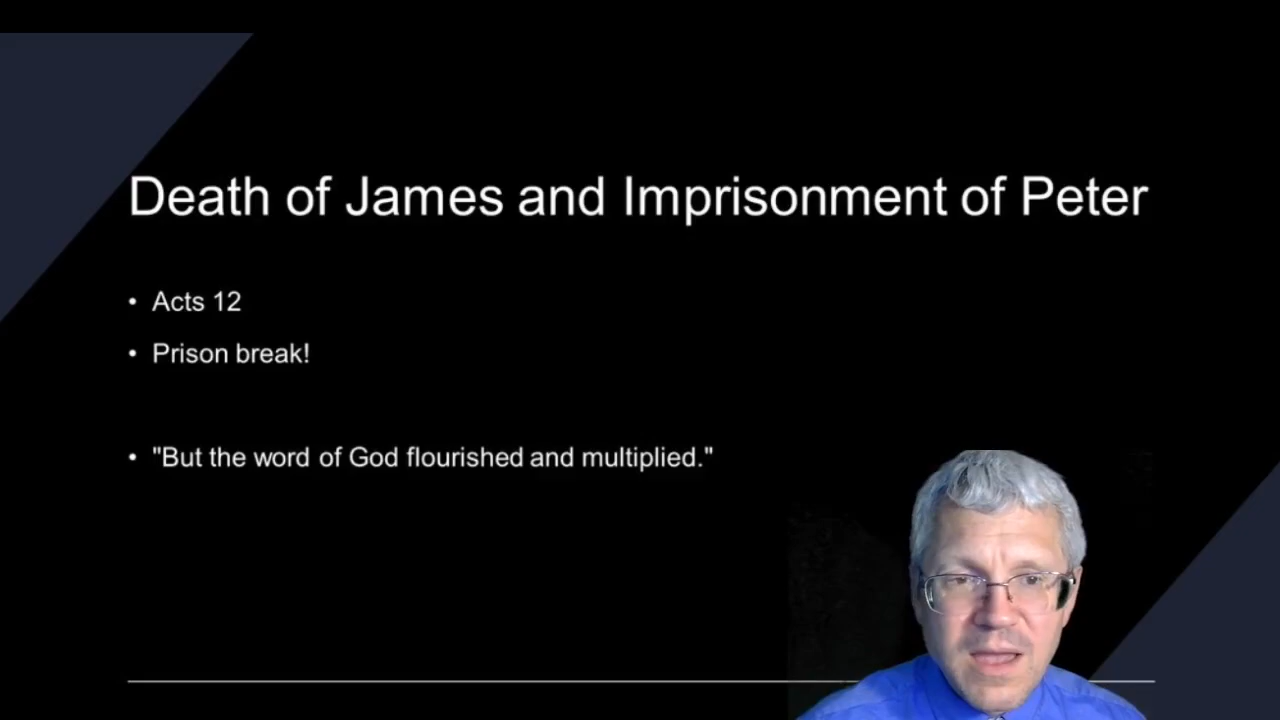 Death of James and Imprisonment of Peter
• Acts 12
• Prison break!
• "But the word of God flourished and multiplied."